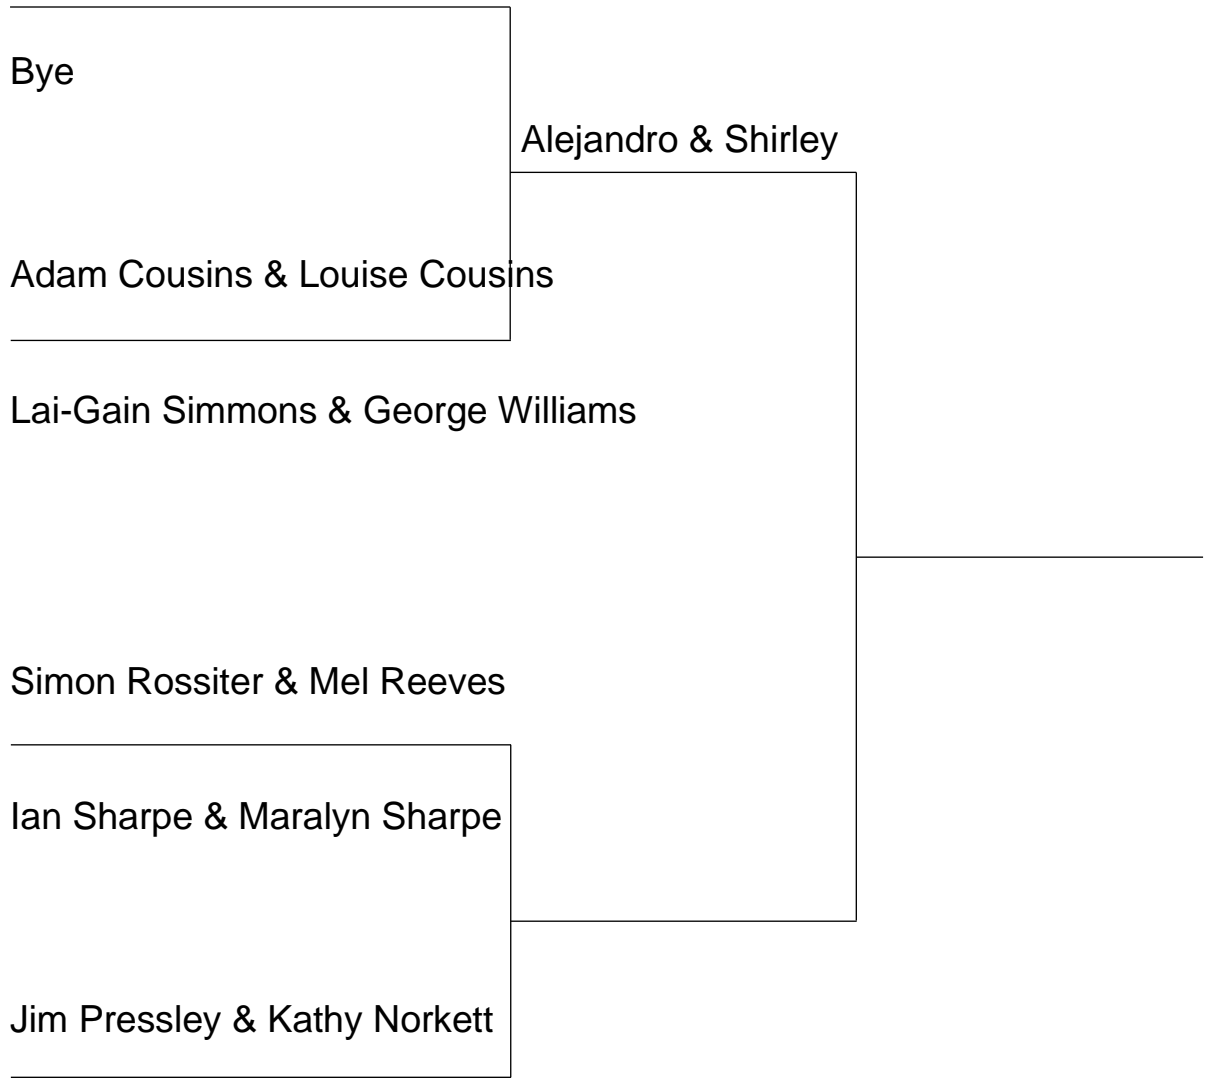 Bye
Alejandro & Shirley
Adam Cousins & Louise Cousins
Lai-Gain Simmons & George Williams
Simon Rossiter & Mel Reeves
Ian Sharpe & Maralyn Sharpe
Jim Pressley & Kathy Norkett